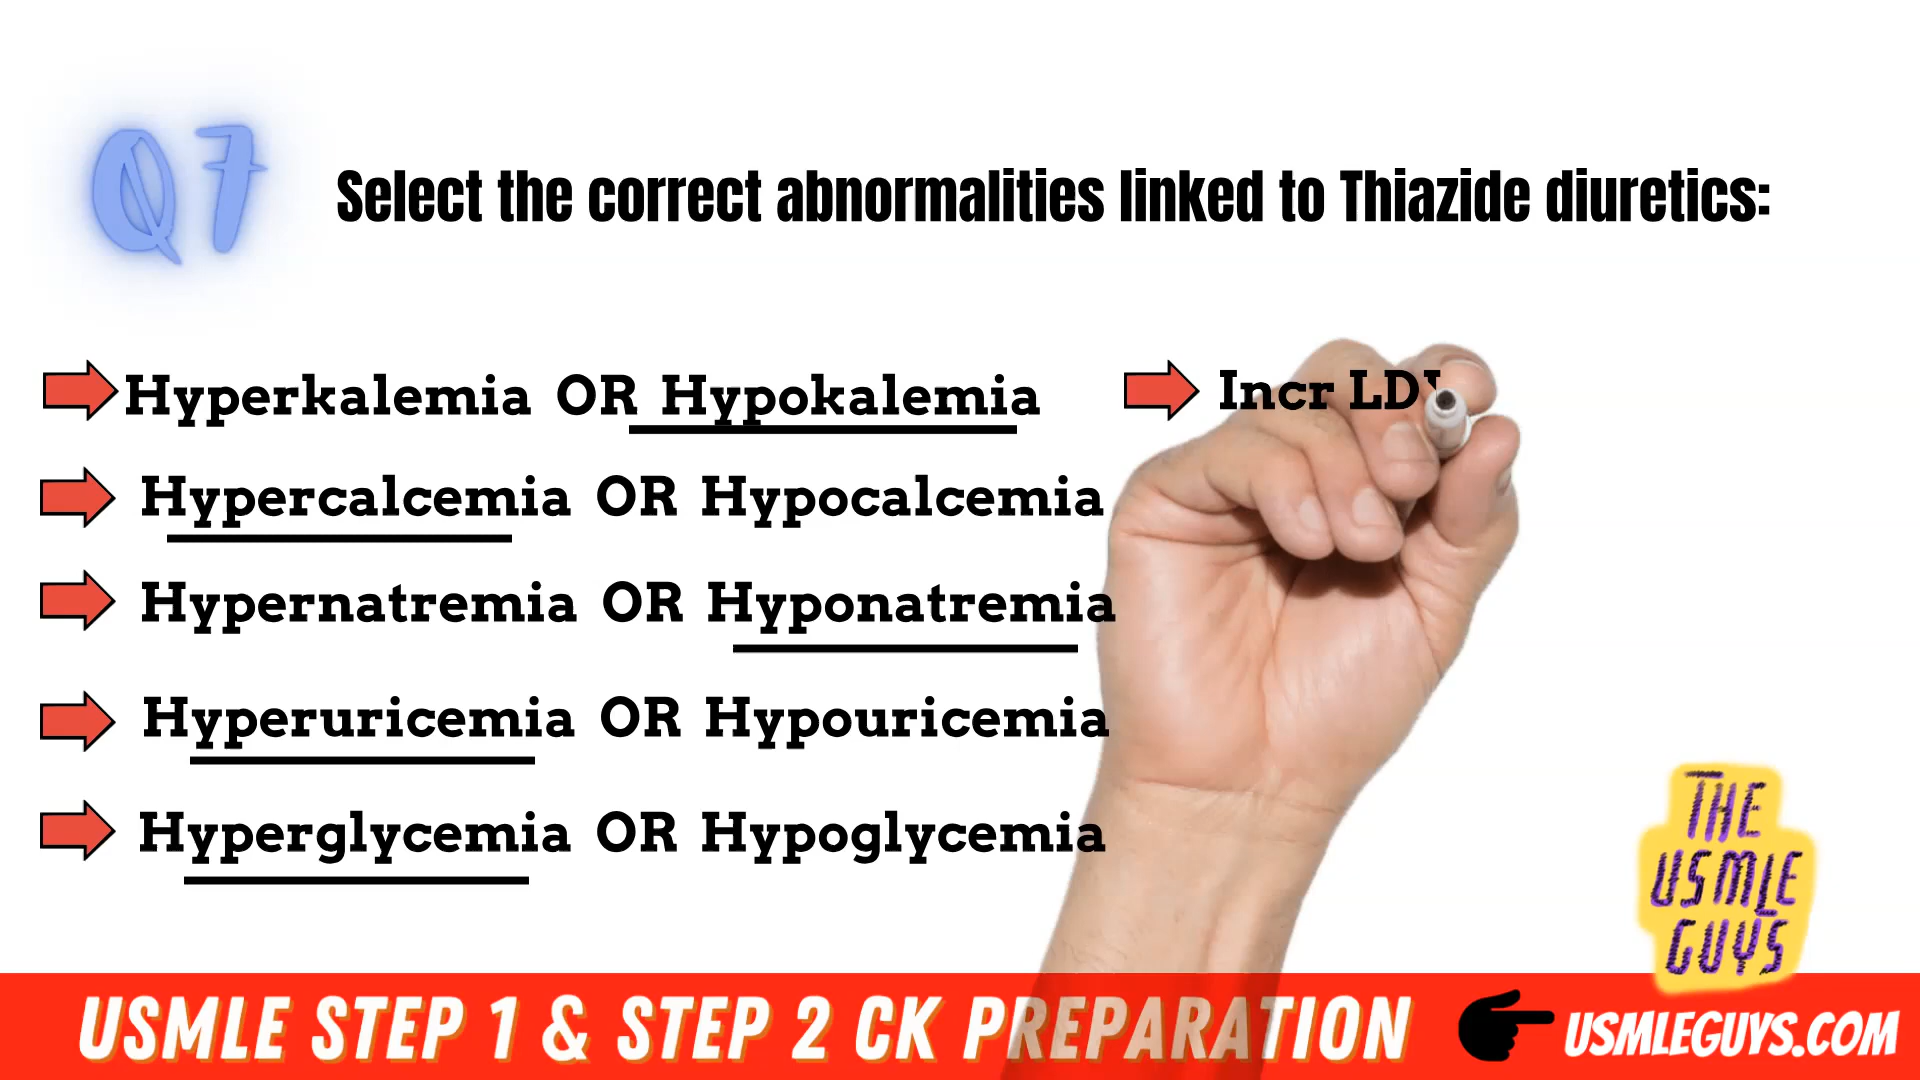 Q7
Select the correct abnormalities linked to Thiazide diuretics:
Hyperkalemia OR Hypokalemia
Hypercalcemia OR Hypocalcemia
Hypernatremia OR Hyponatremia
Hyperuricemia OR Hypouricemia
Hyperglycemia OR Hypoglycemia
Incr
THE
USMLE
GUYS
USMLE STEP 1 & STEP 2 CK PREPARATION
USMLEGUYS.COM